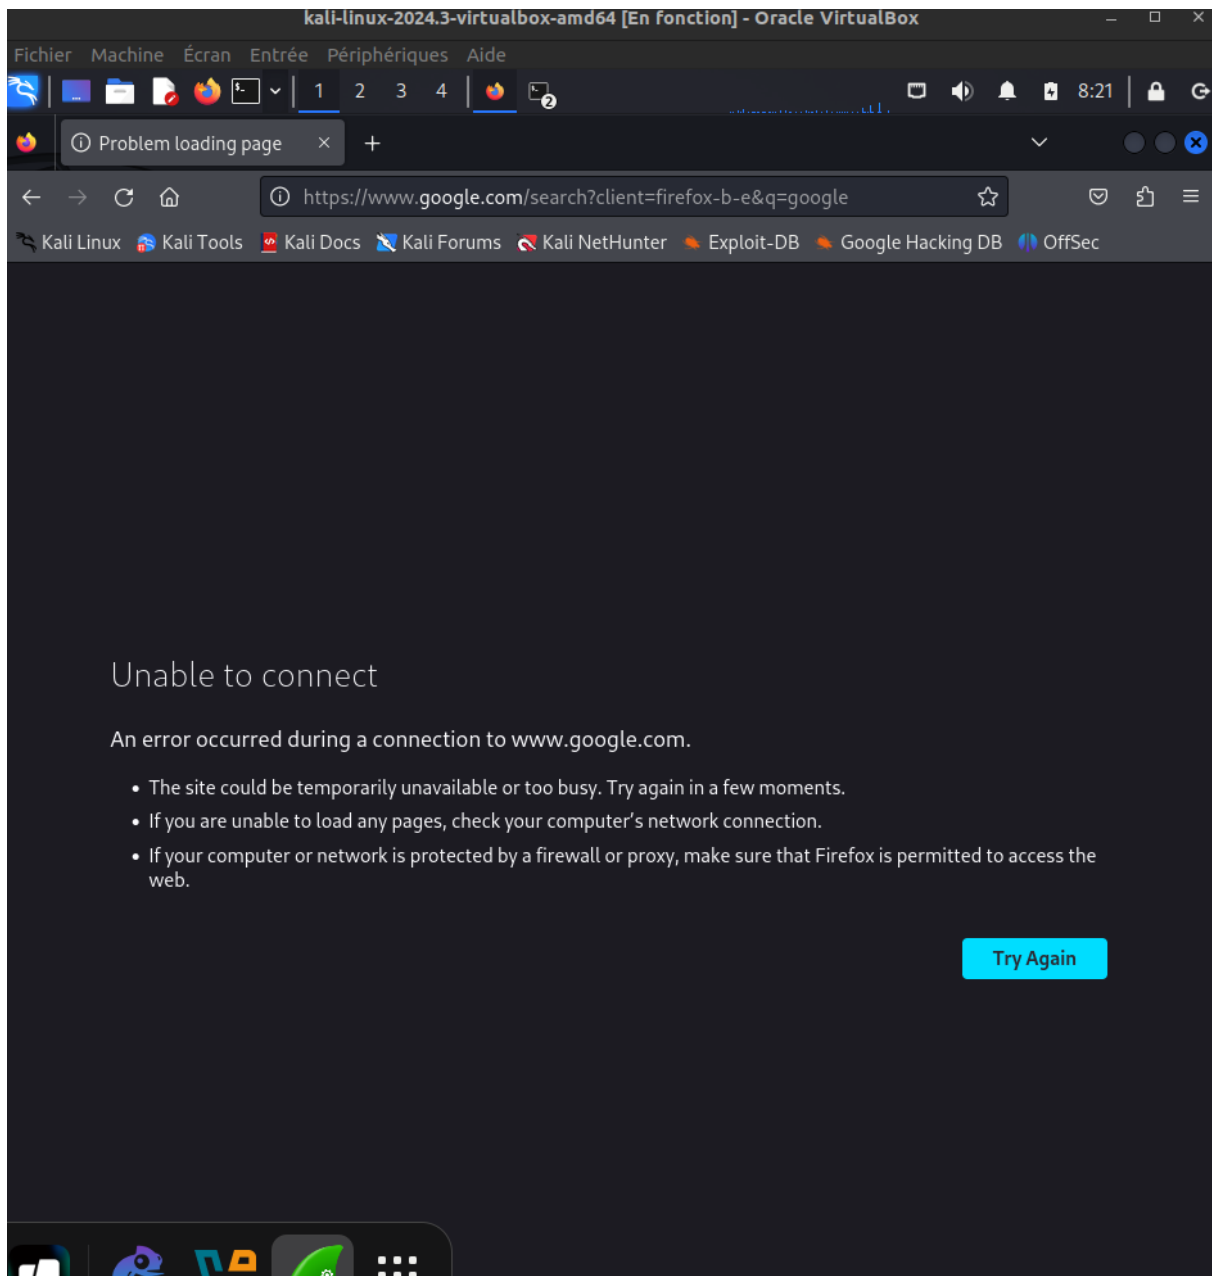 kali-linux-2024.3-virtualbox-amd64 [En fonction] - Oracle VirtualBox
Fichier Machine Écran Entrée Périphériques Aide
1 2 3 4 2 8:21
Problem loading page
https://www.google.com/search?client=firefox-b-e&q=google
Kali Linux Kali Tools Kali Docs Kali Forums Kali NetHunter Exploit-DB Google Hacking DB OffSec
Unable to connect
An error occurred during a connection to www.google.com.
• The site could be temporarily unavailable or too busy. Try again in a few moments.
• If you are unable to load any pages, check your computer's network connection.
• If your computer or network is protected by a firewall or proxy, make sure that Firefox is permitted to access the
web.
Try Again